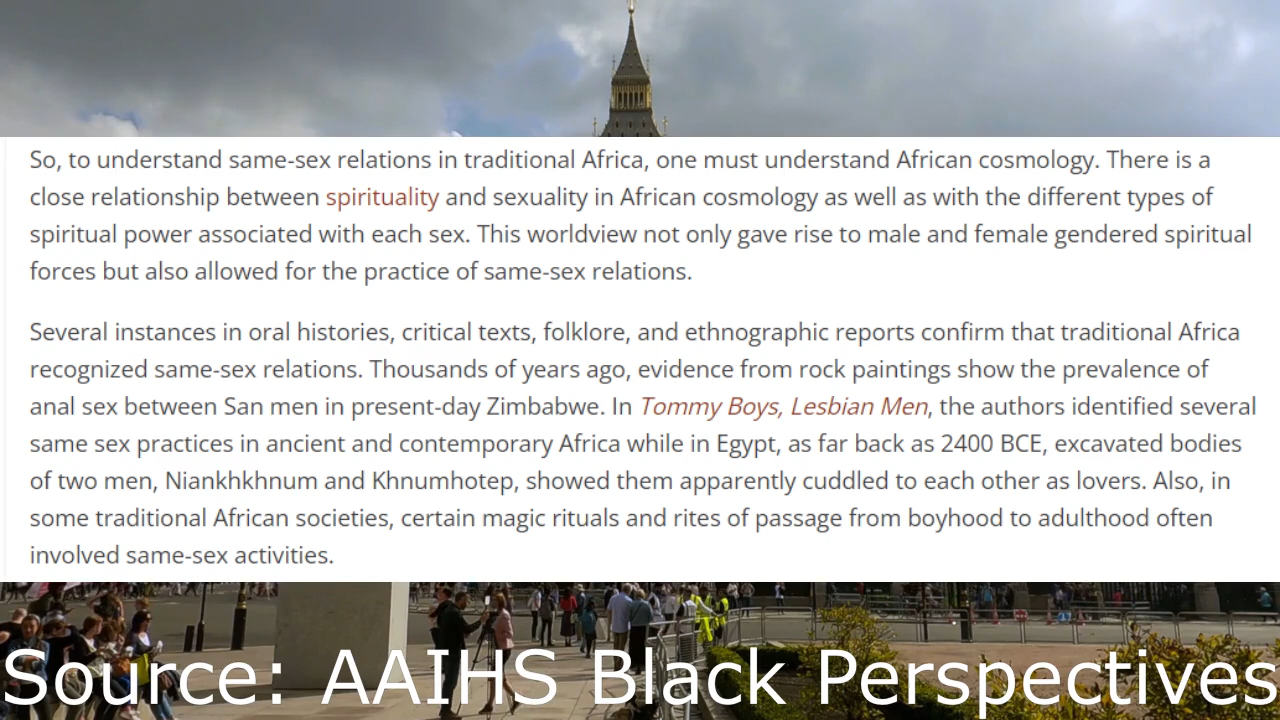 So, to understand same-sex relations in traditional Africa, one must understand African cosmology. There is a
close relationship between spirituality and sexuality in African cosmology as well as with the different types of
spiritual power associated with each sex. This worldview not only gave rise to male and female gendered spiritual
forces but also allowed for the practice of same-sex relations.
Several instances in oral histories, critical texts, folklore, and ethnographic reports confirm that traditional Africa
recognized same-sex relations. Thousands of years ago, evidence from rock paintings show the prevalence of
anal sex between San men in present-day Zimbabwe. In Tommy Boys, Lesbian Men, the authors identified several
same sex practices in ancient and contemporary Africa while in Egypt, as far back as 2400 BCE, excavated bodies
of two men, Niankhkhnum and Khnumhotep, showed them apparently cuddled to each other as lovers. Also, in
some traditional African societies, certain magic rituals and rites of passage from boyhood to adulthood often
involved same-sex activities.
Source: AAIHS Black Perspectives